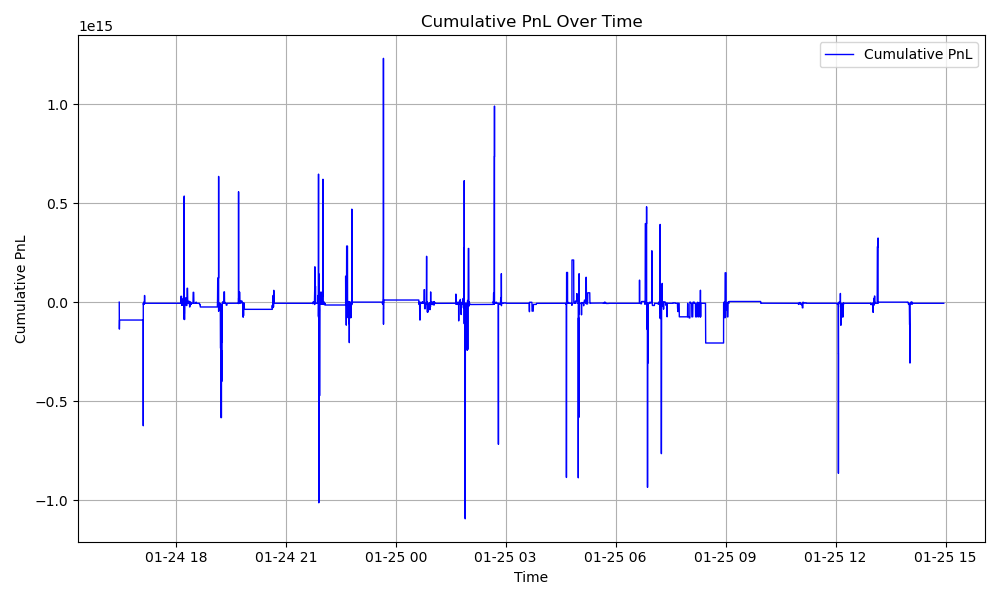 Cumulative PnL Over Time
1e15
Cumulative PnL
1.0
0.5
0.0
−0.5
−1.0
Cumulative PnL
01-24 18
01-24 21
01-25 00
01-25 03
01-25 06
01-25 09
01-25 12
01-25 15
Time